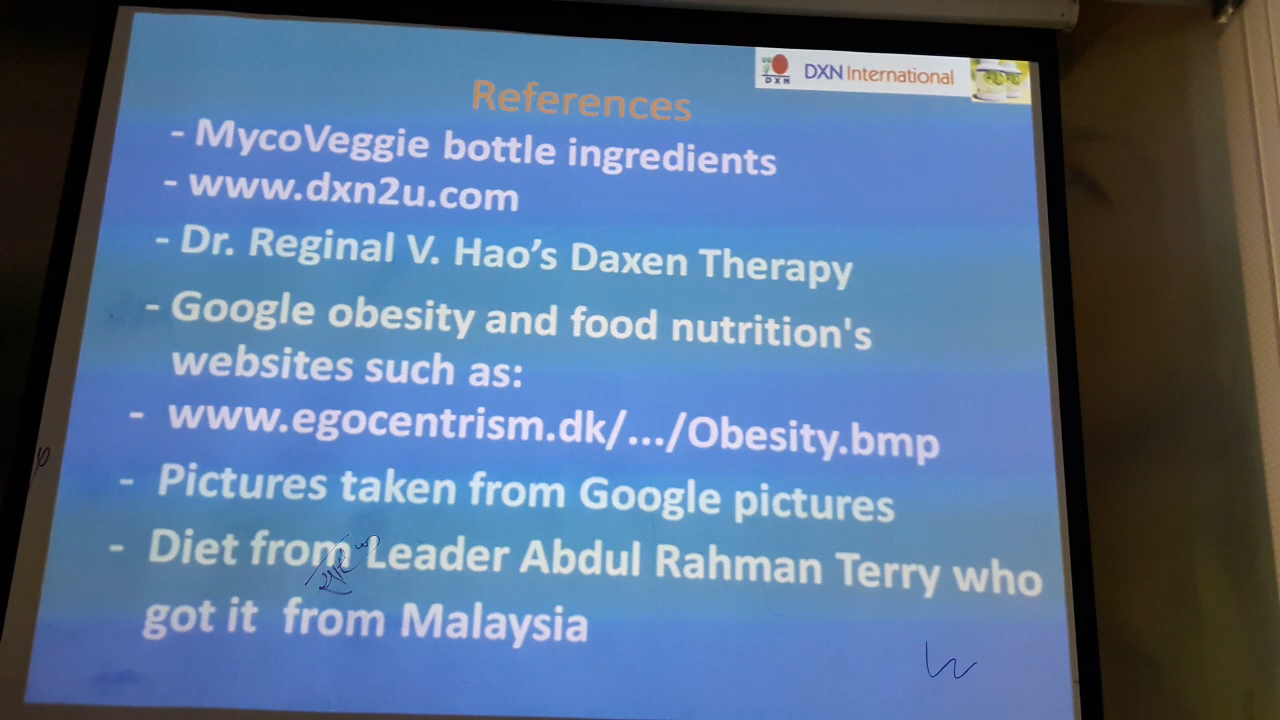 DXN DXN International
References
- MycoVeggie bottle ingredients
- www.dxn2u.com
- Dr. Reginal V. Hao’s Daxen Therapy
- Google obesity and food nutrition's
websites such as:
- www.egocentrism.dk/.../Obesity.bmp
- Pictures taken from Google pictures
- Diet from Leader Abdul Rahman Terry who
got it from Malaysia